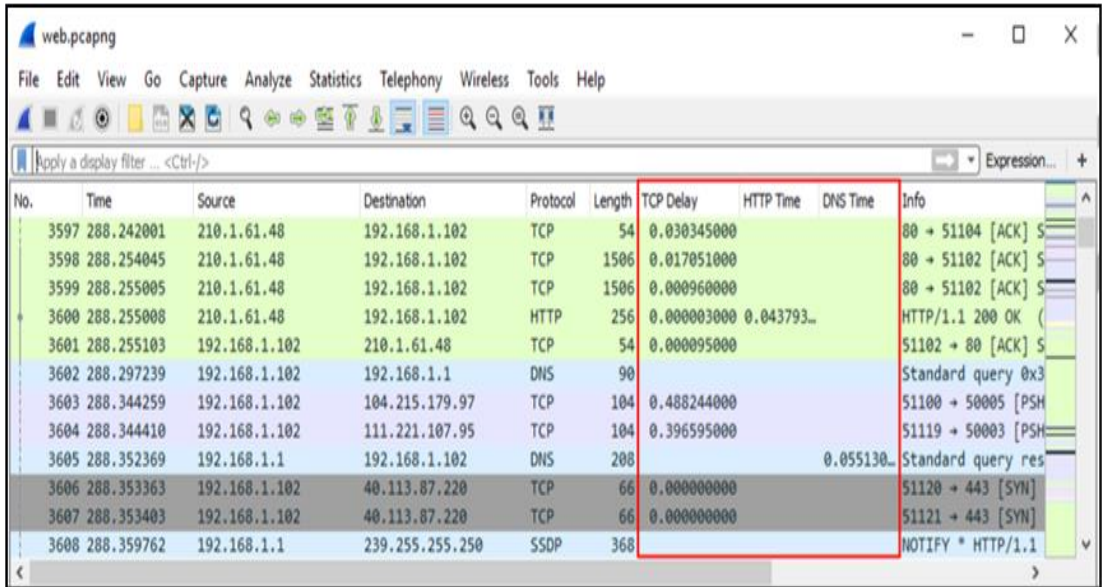 web.pcapng
File Edit View Go Capture Analyze Statistics Telephony Wireless Tools Help
Apply a display filter ... <Ctrl-/> Expression... +
No. Time Source Destination Protocol Length TCP Delay HTTP Time DNS Time Info
3597 288.242001 210.1.61.48 192.168.1.102 TCP 54 0.030345000 80 → 51104 [ACK] S
3598 288.254045 210.1.61.48 192.168.1.102 TCP 1506 0.017051000 80 → 51102 [ACK] S
3599 288.255005 210.1.61.48 192.168.1.102 TCP 1506 0.000960000 80 → 51102 [ACK] S
3600 288.255008 210.1.61.48 192.168.1.102 HTTP 256 0.000003000 0.043793… HTTP/1.1 200 OK (
3601 288.255103 192.168.1.102 210.1.61.48 TCP 54 0.000095000 51102 → 80 [ACK] S
3602 288.297239 192.168.1.102 192.168.1.1 DNS 90 Standard query 0x3
3603 288.344259 192.168.1.102 104.215.179.97 TCP 104 0.488244000 51100 → 50005 [PSH
3604 288.344410 192.168.1.102 111.221.107.95 TCP 104 0.396595000 51119 → 50003 [PSH
3605 288.352369 192.168.1.1 192.168.1.102 DNS 208 0.055130… Standard query res
3606 288.353363 192.168.1.102 40.113.87.220 TCP 66 0.000000000 51120 → 443 [SYN]
3607 288.353403 192.168.1.102 40.113.87.220 TCP 66 0.000000000 51121 → 443 [SYN]
3608 288.359762 192.168.1.1 239.255.255.250 SSDP 368 NOTIFY * HTTP/1.1